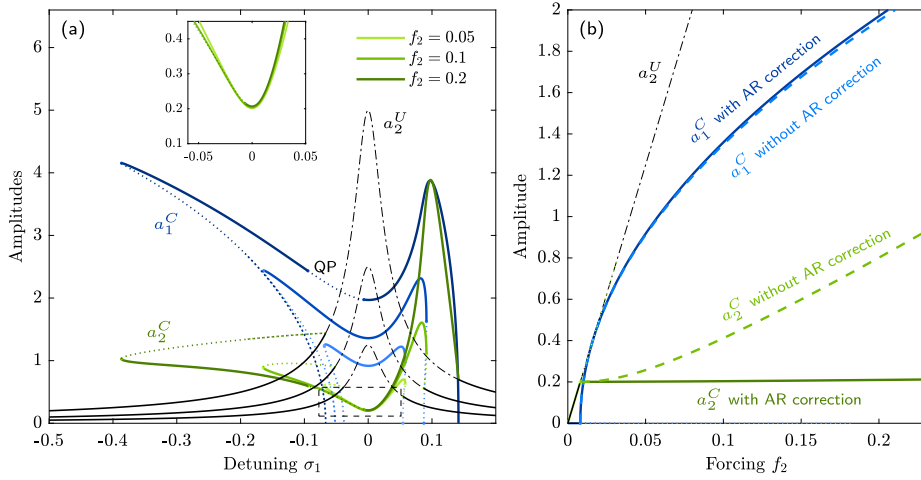 (a)
Amplitudes
6
5
4
3
2
1
0
-0.5
-0.4
-0.3
-0.2
-0.1
0
0.1
Detuning σ₁
0.4
0.3
0.2
0.1
-0.05
0
0.05
f₂ = 0.05
f₂ = 0.1
f₂ = 0.2
a₂ᵁ
a₁ᶜ
QP
a₂ᶜ
(b)
Amplitude
2
1.8
1.6
1.4
1.2
1
0.8
0.6
0.4
0.2
0
0
0.05
0.1
0.15
0.2
Forcing f₂
a₂ᵁ
a₁ᶜ with AR correction
a₁ᶜ without AR correction
a₂ᶜ without AR correction
a₂ᶜ with AR correction